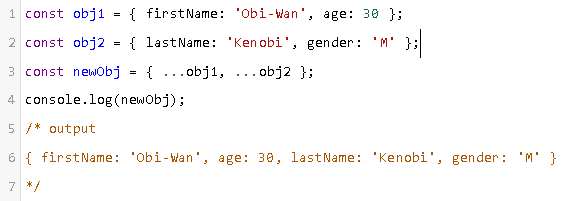 1 const obj1 = { firstName: 'Obi-Wan', age: 30 };
2 const obj2 = { lastName: 'Kenobi', gender: 'M' };
3 const newObj = { ...obj1, ...obj2 };
4 console.log(newObj);
5 /* output
6 { firstName: 'Obi-Wan', age: 30, lastName: 'Kenobi', gender: 'M' }
7 */